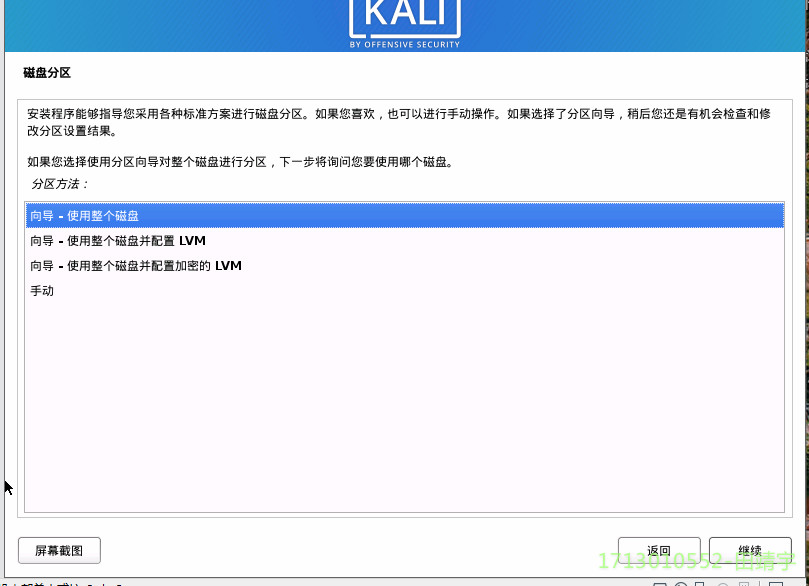 KALI
BY OFFENSIVE SECURITY
磁盘分区
安装程序能够指导您采用各种标准方案进行磁盘分区。如果您喜欢，也可以进行手动操作。如果选择了分区向导，稍后您还是有机会检查和修
改分区设置结果。
如果您选择使用分区向导对整个磁盘进行分区，下一步将询问您要使用哪个磁盘。
分区方法：
向导 - 使用整个磁盘
向导 - 使用整个磁盘并配置 LVM
向导 - 使用整个磁盘并配置加密的 LVM
手动
屏幕截图
返回
继续
1713010552-田婧宇